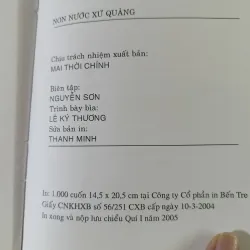 NON NƯỚC XỨ QUẢNG
Chịu trách nhiệm xuất bản:
MAI THỜI CHÍNH
Biên tập:
NGUYỄN SƠN
Trình bày bìa:
LÊ KÝ THƯƠNG
Sửa bản in:
THANH MINH
In: 1.000 cuốn 14,5 x 20,5 cm tại Công ty Cổ phần in Bến Tre
Giấy CNKHXB số 56/251 CXB cấp ngày 10-3-2004
In xong và nộp lưu chiểu Quí I năm 2005